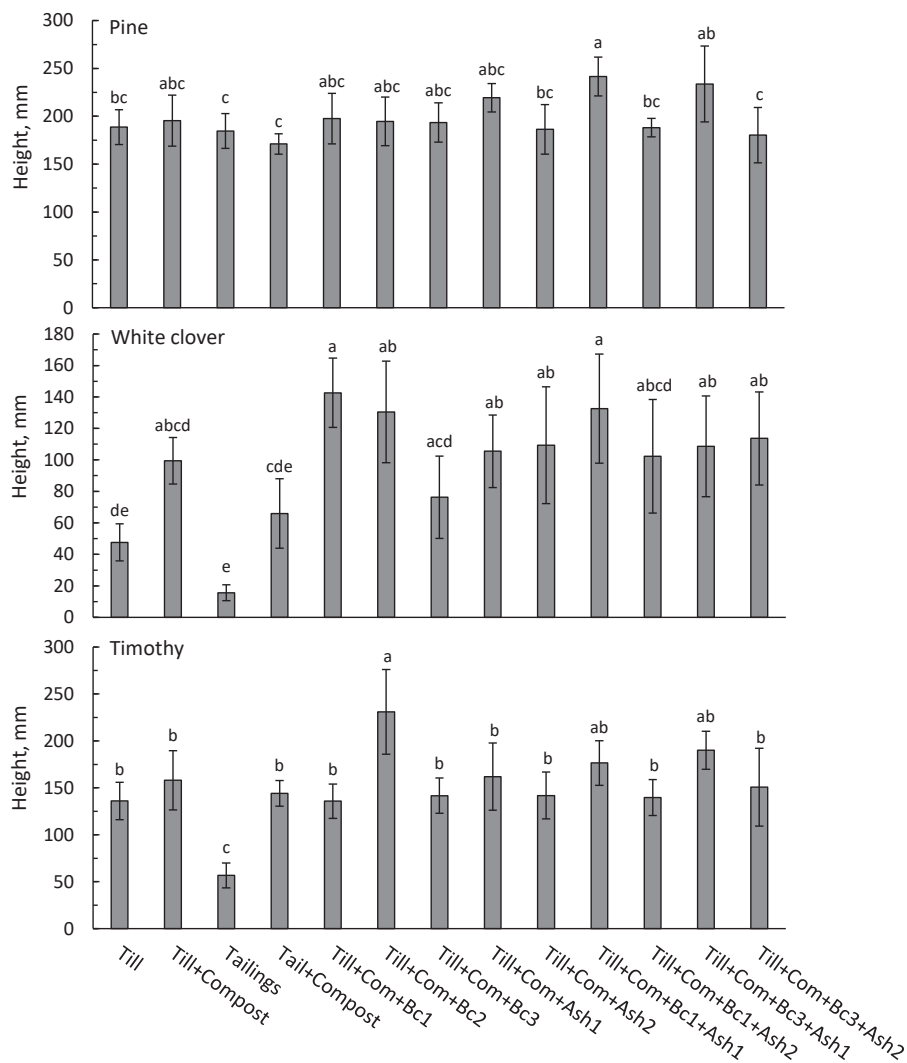 Pine
Height, mm
300
250
200
150
100
50
0
bc abc c c abc abc abc abc bc a bc ab c
White clover
Height, mm
180
160
140
120
100
80
60
40
20
0
de abcd e cde a ab acd ab ab a abcd ab ab
Timothy
Height, mm
300
250
200
150
100
50
0
b b c b b a b b b ab b ab b
Till
Till+Compost
Tailings
Tail+Compost
Till+Com+Bc1
Till+Com+Bc2
Till+Com+Bc3
Till+Com+Ash1
Till+Com+Ash2
Till+Com+Bc1+Ash1
Till+Com+Bc1+Ash2
Till+Com+Bc3+Ash1
Till+Com+Bc3+Ash2